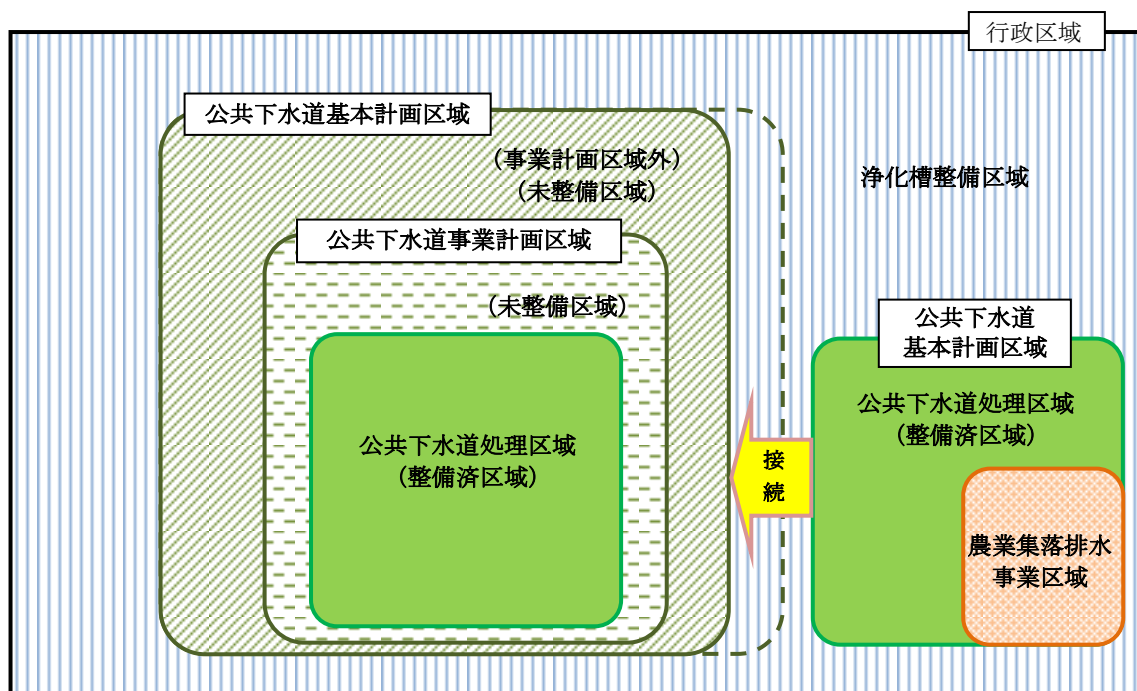 行政区域
公共下水道基本計画区域
(事業計画区域外)
(未整備区域)
浄化槽整備区域
公共下水道事業計画区域
(未整備区域)
公共下水道
基本計画区域
公共下水道処理区域
(整備済区域)
公共下水道処理区域
(整備済区域)
接
続
農業集落排水
事業区域